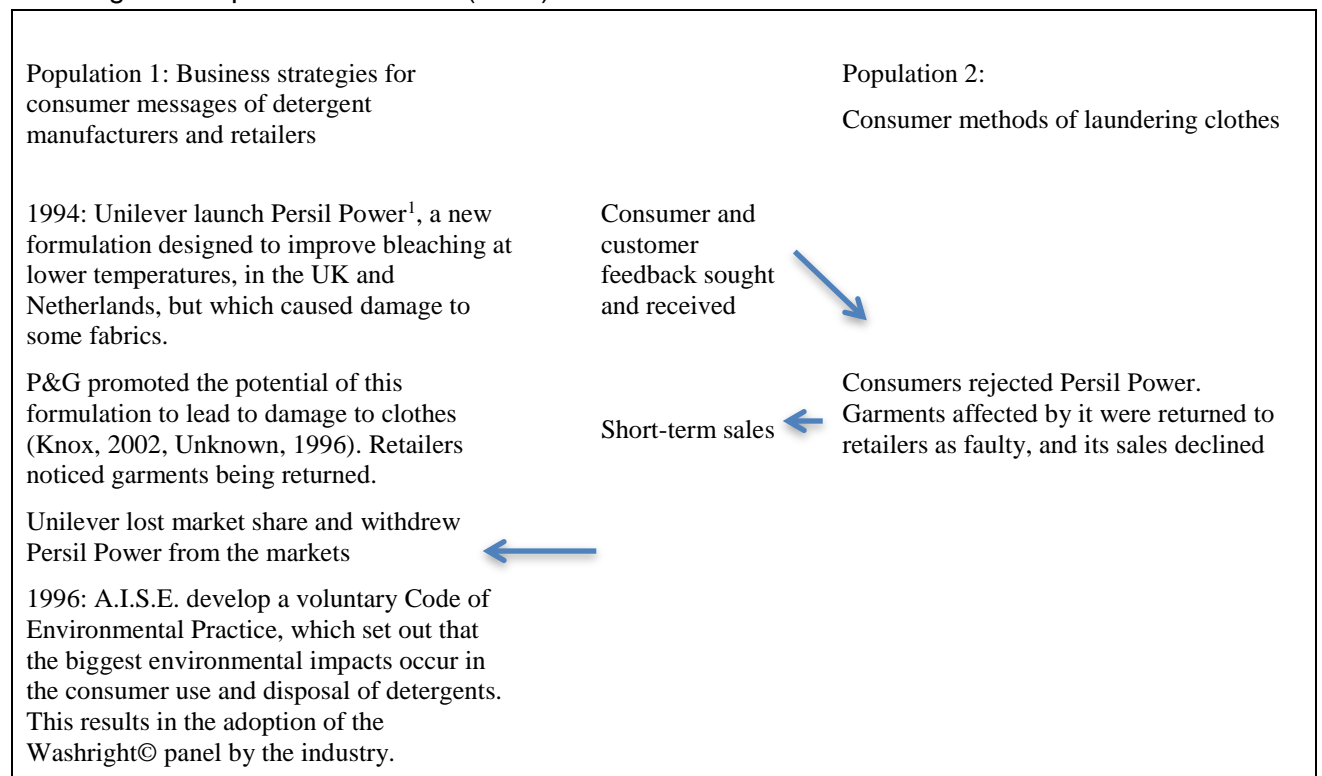 Population 1: Business strategies for
consumer messages of detergent
manufacturers and retailers
Population 2:
Consumer methods of laundering clothes
1994: Unilever launch Persil Power1, a new
formulation designed to improve bleaching at
lower temperatures, in the UK and
Netherlands, but which caused damage to
some fabrics.
Consumer and
customer
feedback sought
and received
P&G promoted the potential of this
formulation to lead to damage to clothes
(Knox, 2002, Unknown, 1996). Retailers
noticed garments being returned.
Short-term sales
Consumers rejected Persil Power.
Garments affected by it were returned to
retailers as faulty, and its sales declined
Unilever lost market share and withdrew
Persil Power from the markets
1996: A.I.S.E. develop a voluntary Code of
Environmental Practice, which set out that
the biggest environmental impacts occur in
the consumer use and disposal of detergents.
This results in the adoption of the
Washright© panel by the industry.